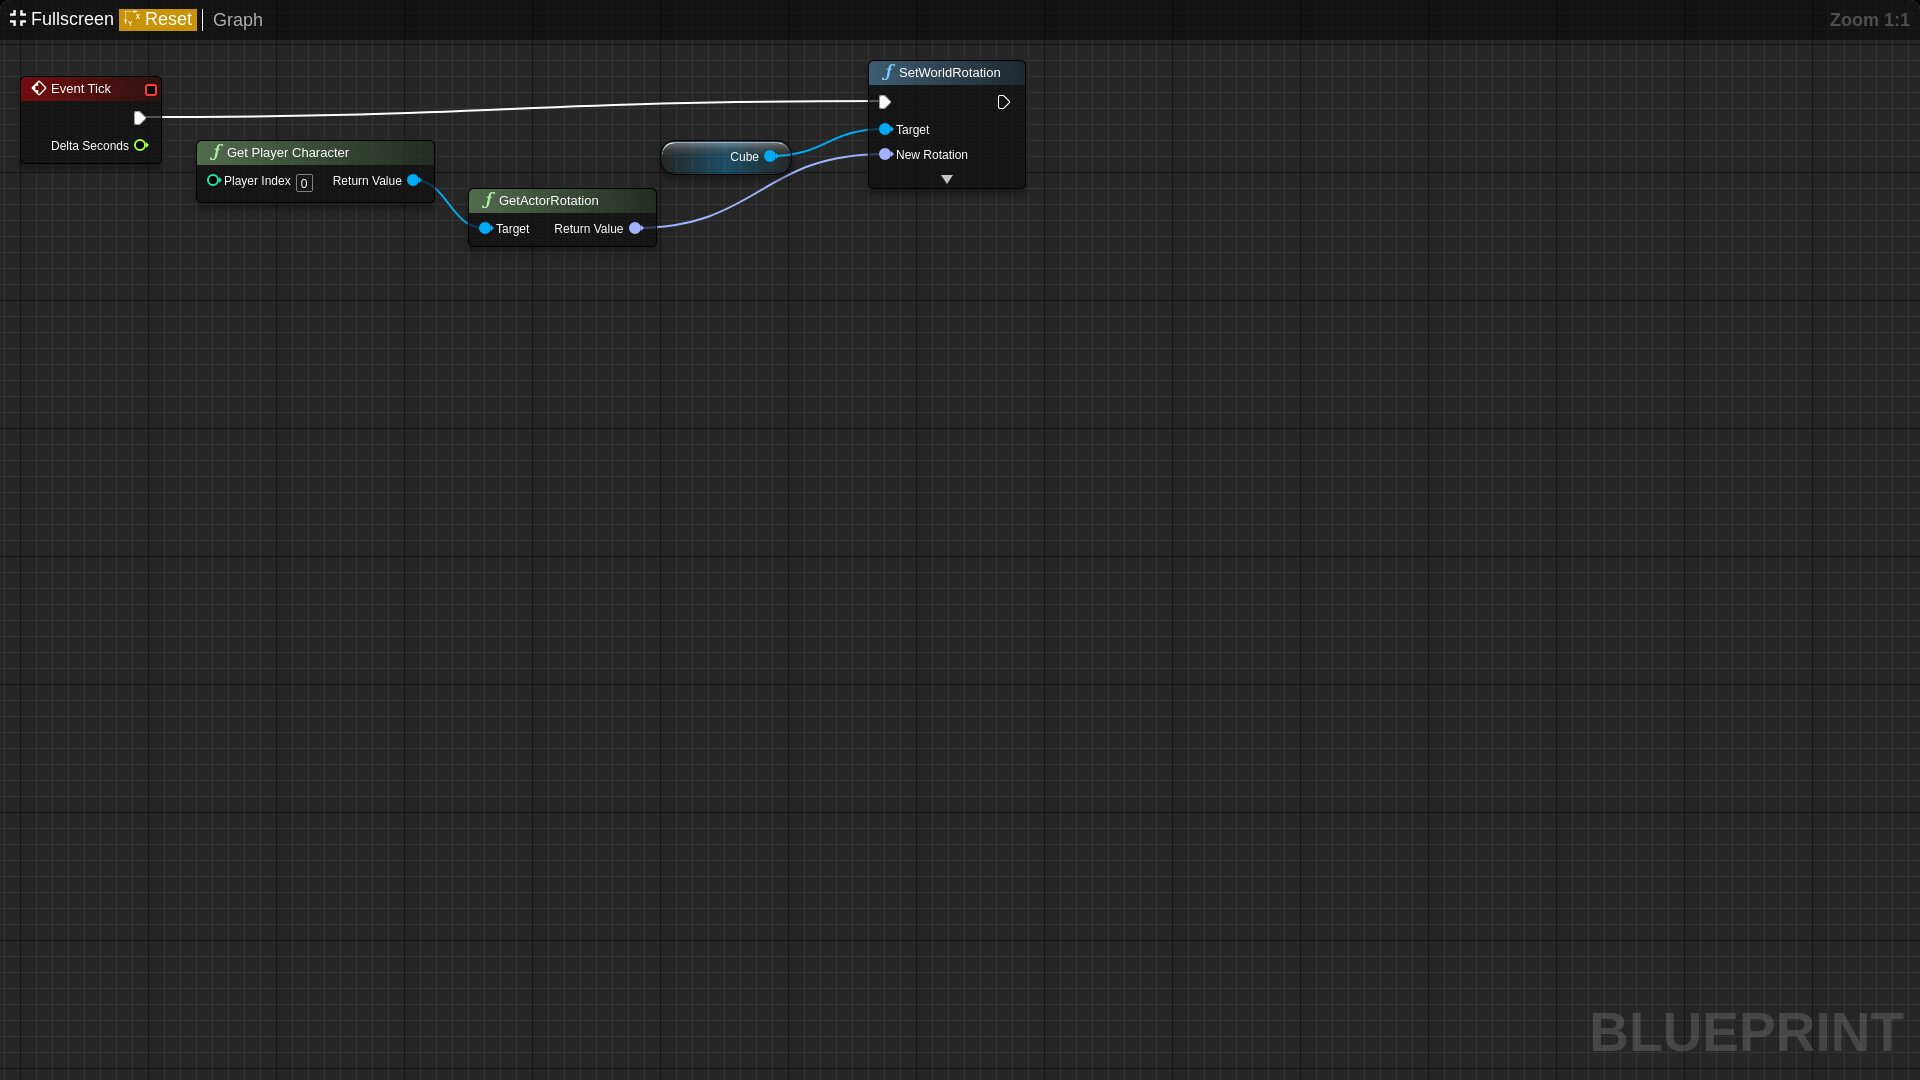 Fullscreen Reset Graph
Zoom 1:1
Event Tick
Delta Seconds
Get Player Character
Player Index 0 Return Value
GetActorRotation
Target Return Value
Cube
SetWorldRotation
Target
New Rotation
BLUEPRINT